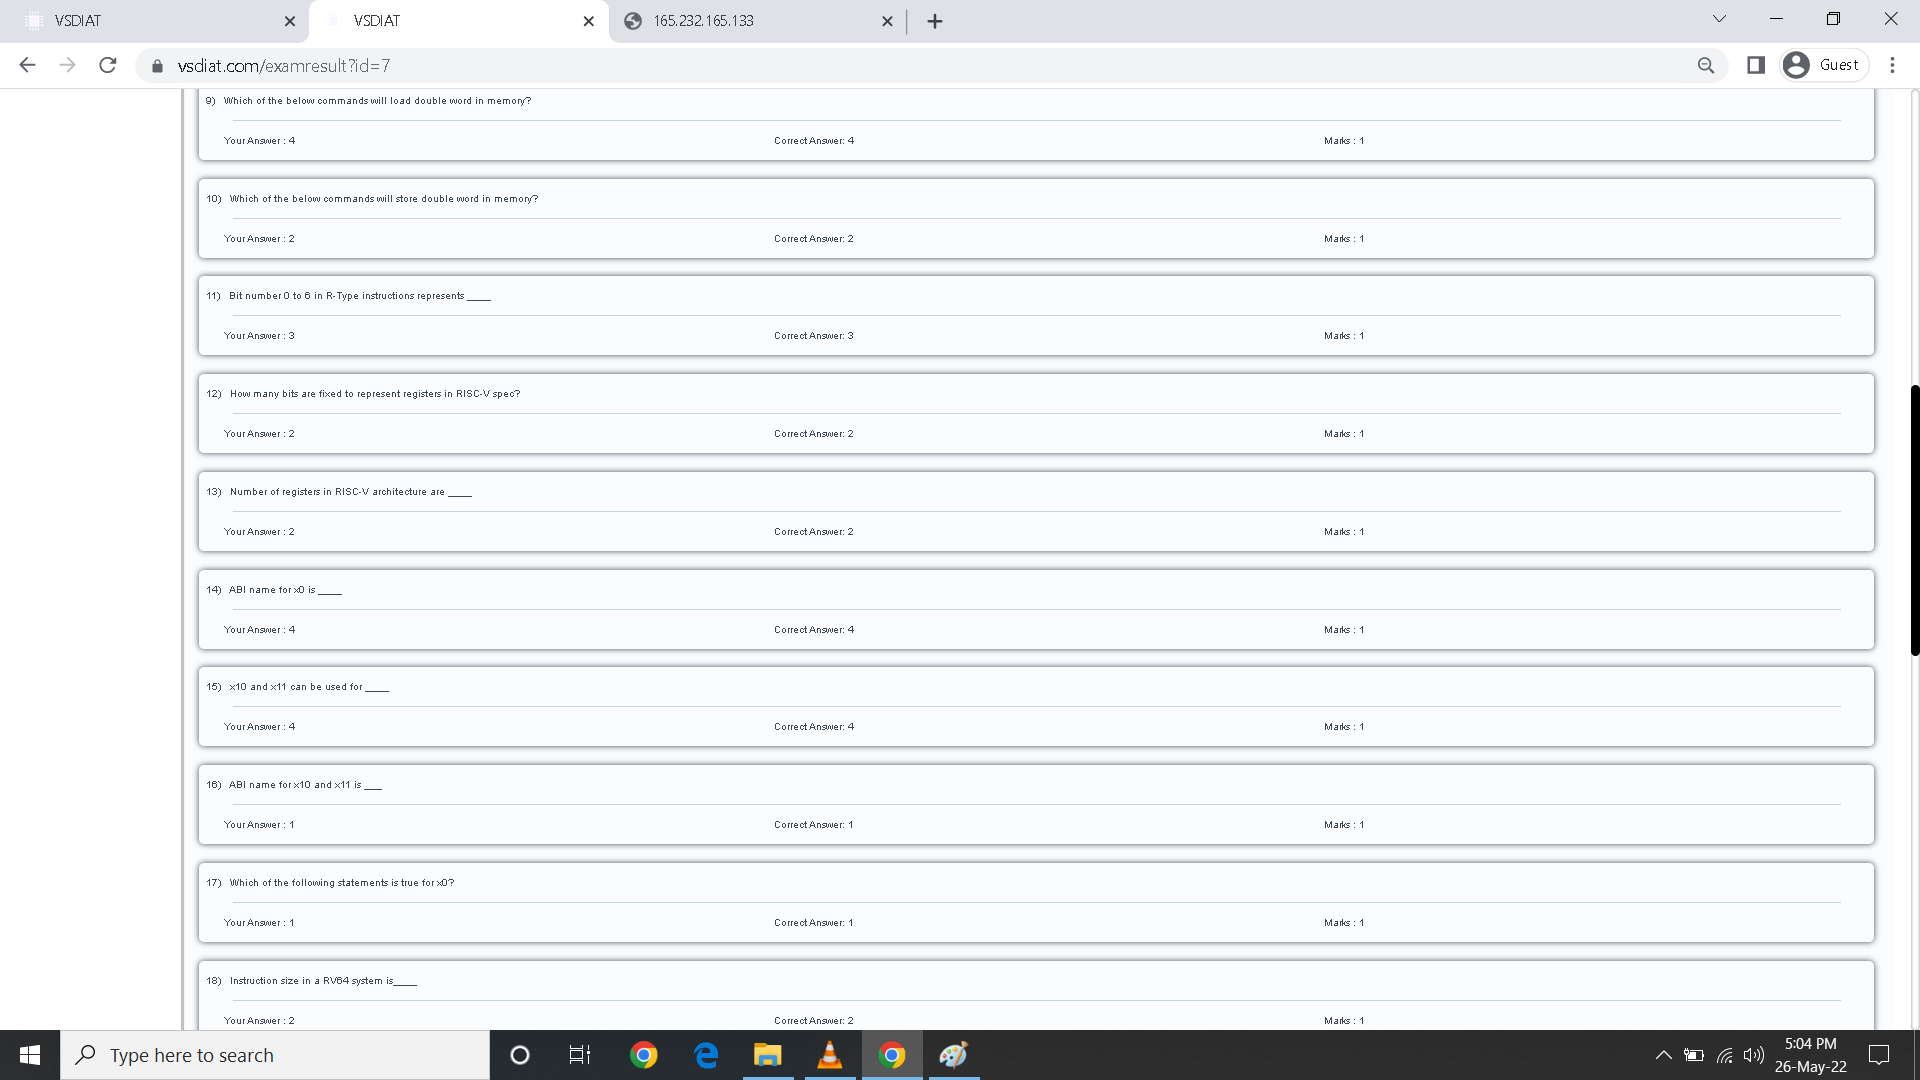 VSDIAT
VSDIAT
165.232.165.133
vsdiat.com/examresult?id=7
Guest
9) Which of the below commands will load double word in memory?
Your Answer : 4 Correct Answer: 4 Marks : 1
10) Which of the below commands will store double word in memory?
Your Answer : 2 Correct Answer: 2 Marks : 1
11) Bit number 0 to 6 in R-Type instructions represents ____
Your Answer : 3 Correct Answer: 3 Marks : 1
12) How many bits are fixed to represent registers in RISC-V spec?
Your Answer : 2 Correct Answer: 2 Marks : 1
13) Number of registers in RISC-V architecture are ____
Your Answer : 2 Correct Answer: 2 Marks : 1
14) ABI name for x0 is ____
Your Answer : 4 Correct Answer: 4 Marks : 1
15) x10 and x11 can be used for ____
Your Answer : 4 Correct Answer: 4 Marks : 1
16) ABI name for x10 and x11 is ___
Your Answer : 1 Correct Answer: 1 Marks : 1
17) Which of the following statements is true for x0?
Your Answer : 1 Correct Answer: 1 Marks : 1
18) Instruction size in a RV64 system is____
Your Answer : 2 Correct Answer: 2 Marks : 1
Type here to search
5:04 PM
26-May-22